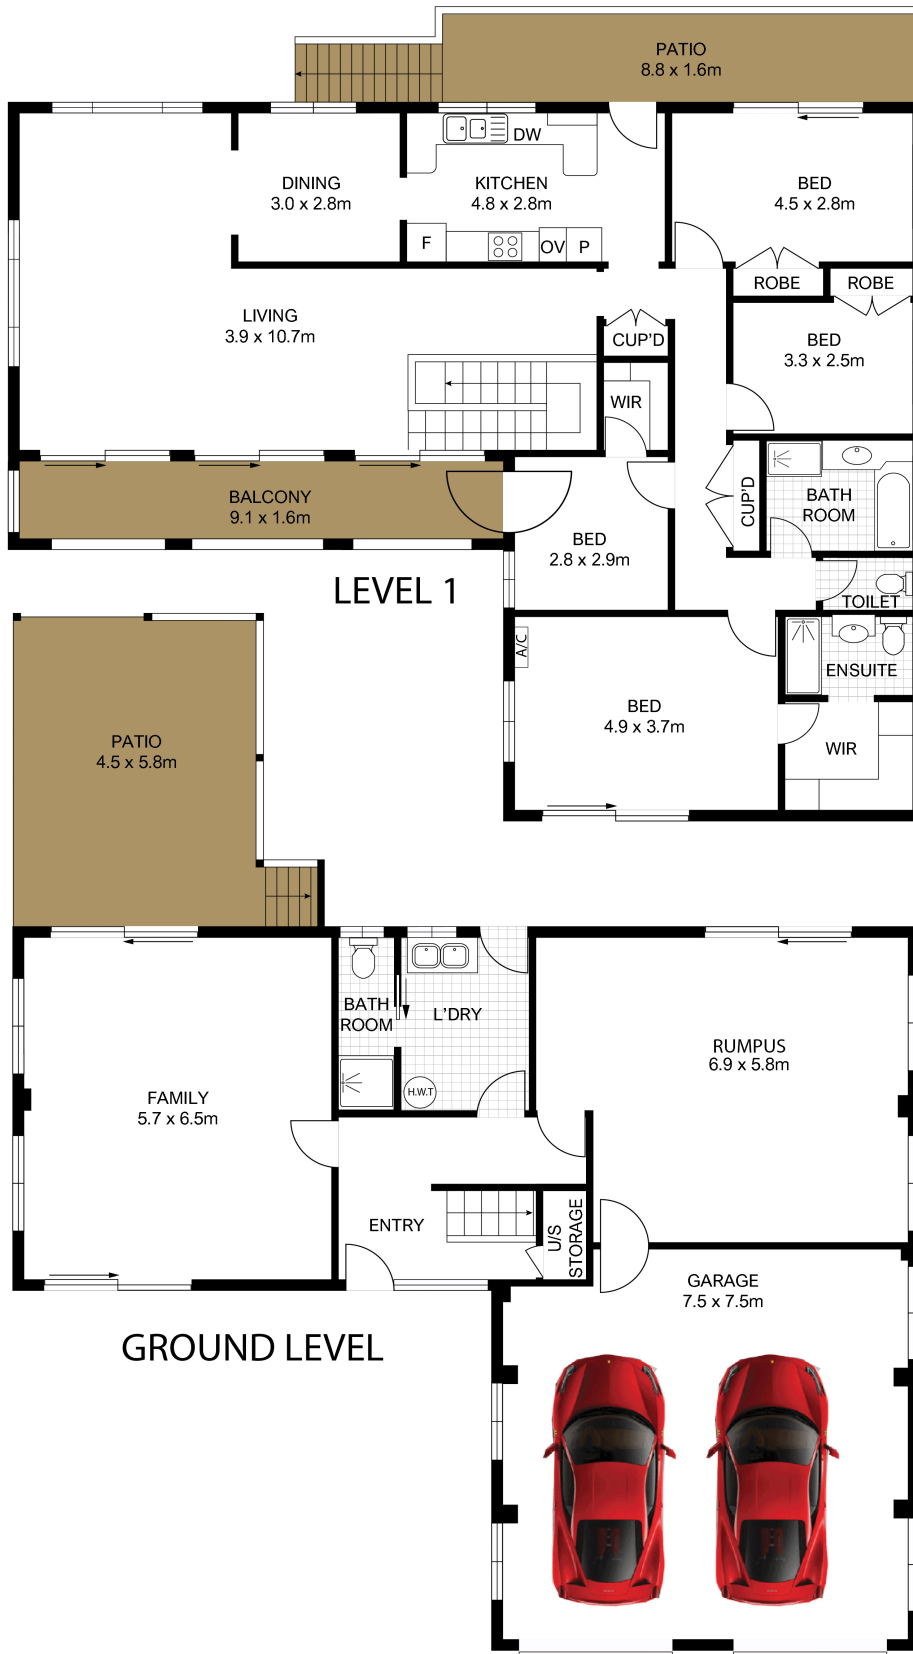 PATIO
8.8 x 1.6m
DINING
3.0 x 2.8m
DW
KITCHEN
4.8 x 2.8m
F
OV
P
BED
4.5 x 2.8m
ROBE
ROBE
LIVING
3.9 x 10.7m
CUP'D
BED
3.3 x 2.5m
WIR
BALCONY
9.1 x 1.6m
BED
2.8 x 2.9m
CUP'D
BATH
ROOM
TOILET
LEVEL 1
A/C
BED
4.9 x 3.7m
ENSUITE
WIR
PATIO
4.5 x 5.8m
BATH
ROOM
L'DRY
H.W.T
RUMPUS
6.9 x 5.8m
FAMILY
5.7 x 6.5m
ENTRY
U/S
STORAGE
GARAGE
7.5 x 7.5m
GROUND LEVEL